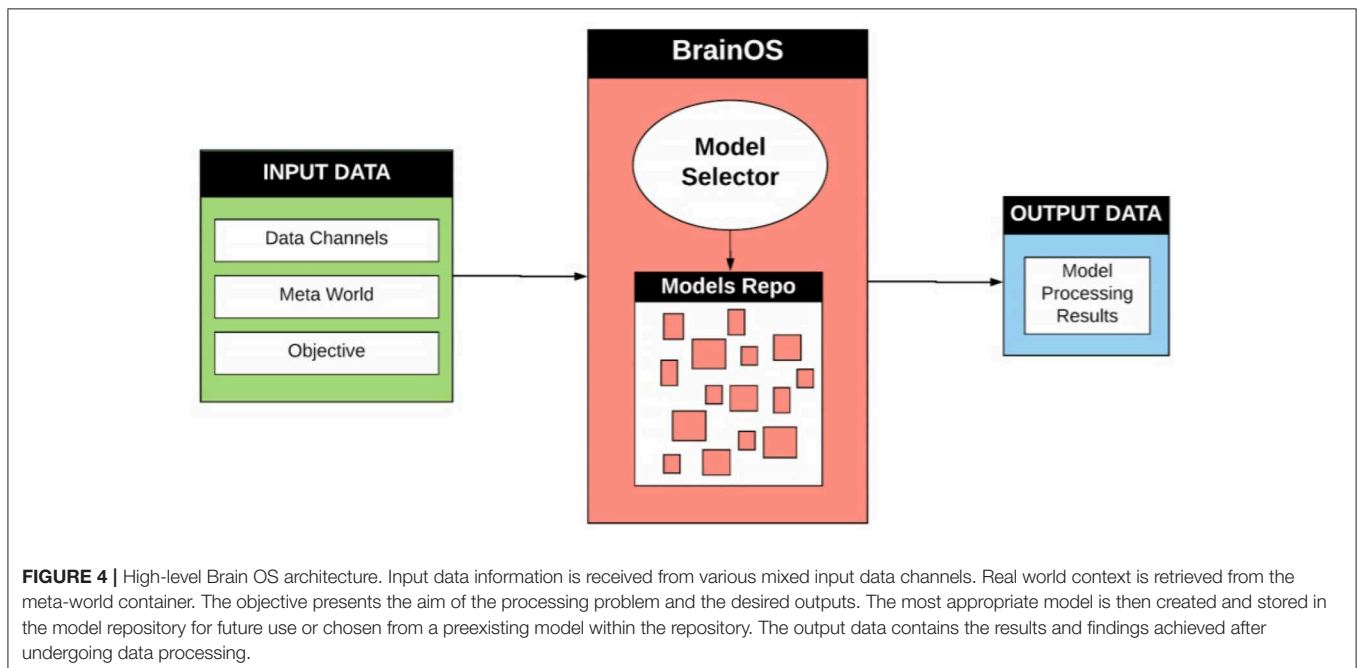 BrainOS
Model
Selector
INPUT DATA
Data Channels
Meta World
Objective
Models Repo
OUTPUT DATA
Model
Processing
Results
FIGURE 4 | High-level Brain OS architecture. Input data information is received from various mixed input data channels. Real world context is retrieved from the
meta-world container. The objective presents the aim of the processing problem and the desired outputs. The most appropriate model is then created and stored in
the model repository for future use or chosen from a preexisting model within the repository. The output data contains the results and findings achieved after
undergoing data processing.